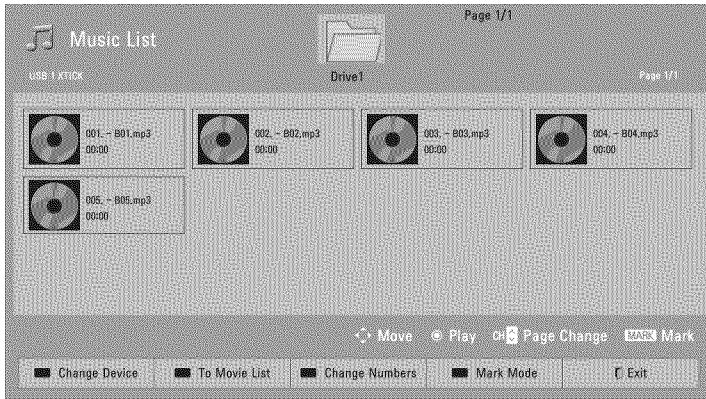 Page 1/1
Music List
USB 1 XTICK
Drive1
Page 1/1
001. - B01.mp3
00:00
002. - B02.mp3
00:00
003. - B03.mp3
00:00
004. - B04.mp3
00:00
005. - B05.mp3
00:00
Move
Play
CH Page Change
MARK Mark
Change Device
To Movie List
Change Numbers
Mark Mode
Exit